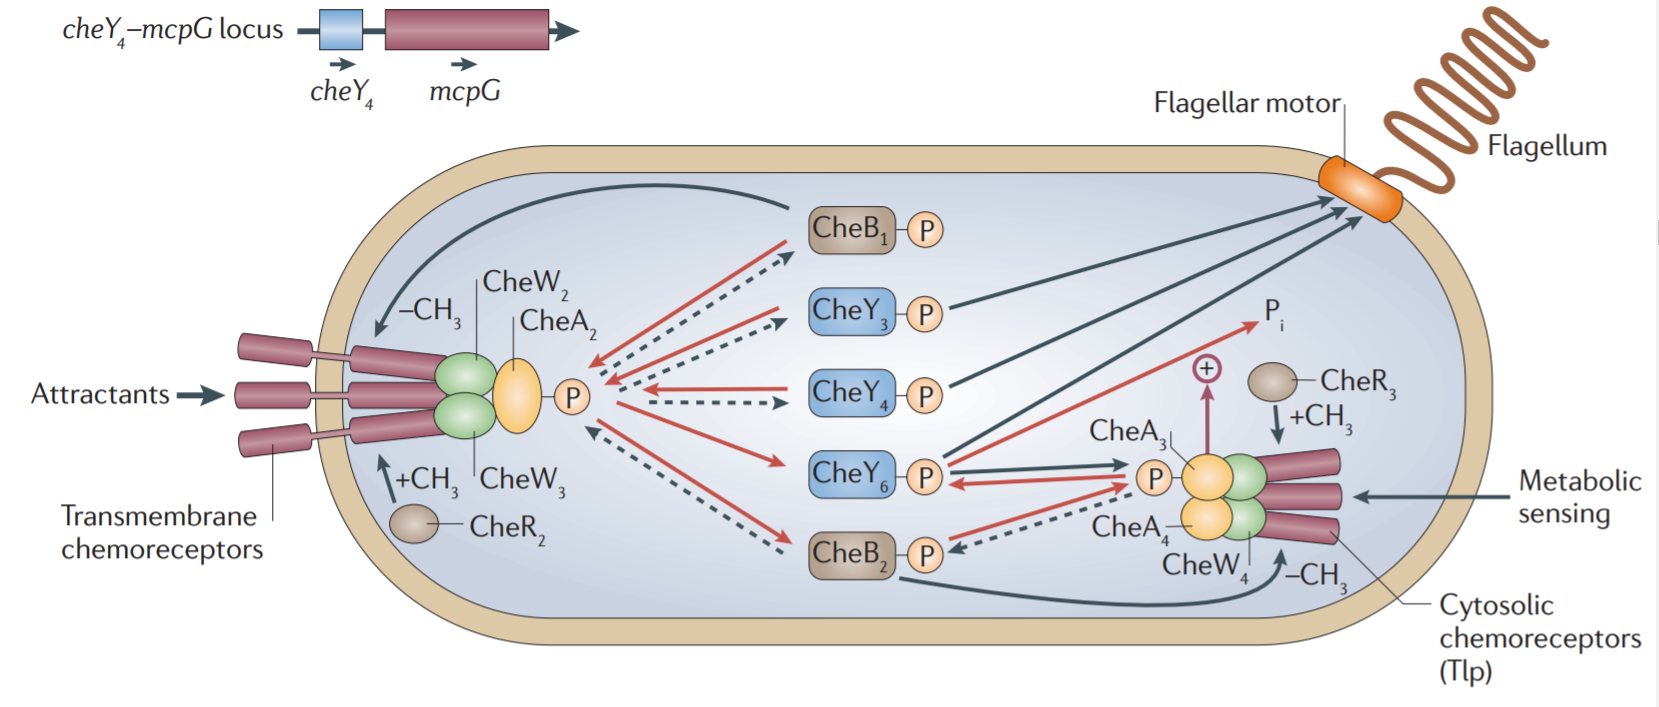 cheY4–mcpG locus
cheY4
mcpG
Flagellar motor
Flagellum
CheB1
P
CheW2
–CH3
CheA2
CheY3
P
Pi
Attractants
P
CheY4
P
+
CheR3
+CH3
CheA3
CheY6
P
P
+CH3
CheW3
Metabolic
sensing
Transmembrane
chemoreceptors
CheR2
CheA4
CheB2
P
CheW4
–CH3
Cytosolic
chemoreceptors
(Tlp)